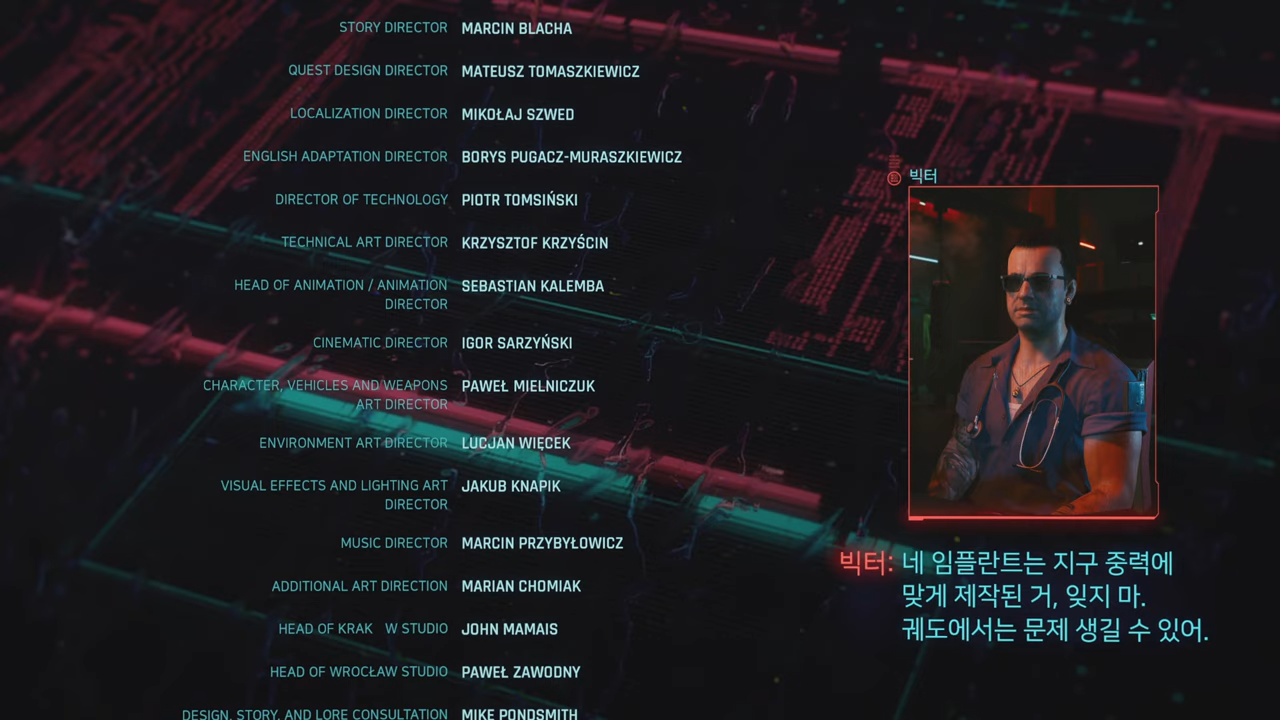 STORY DIRECTOR MARCIN BLACHA
QUEST DESIGN DIRECTOR MATEUSZ TOMASZKIEWICZ
LOCALIZATION DIRECTOR MIKOŁAJ SZWED
ENGLISH ADAPTATION DIRECTOR BORYS PUGACZ-MURASZKIEWICZ
DIRECTOR OF TECHNOLOGY PIOTR TOMSIŃSKI
TECHNICAL ART DIRECTOR KRZYSZTOF KRZYŚCIN
HEAD OF ANIMATION / ANIMATION SEBASTIAN KALEMBA
DIRECTOR
CINEMATIC DIRECTOR IGOR SARZYŃSKI
CHARACTER, VEHICLES AND WEAPONS PAWEŁ MIELNICZUK
ART DIRECTOR
ENVIRONMENT ART DIRECTOR LUCJAN WIĘCEK
VISUAL EFFECTS AND LIGHTING ART JAKUB KNAPIK
DIRECTOR
MUSIC DIRECTOR MARCIN PRZYBYŁOWICZ
ADDITIONAL ART DIRECTION MARIAN CHOMIAK
HEAD OF KRAK W STUDIO JOHN MAMAIS
HEAD OF WROCŁAW STUDIO PAWEŁ ZAWODNY
DESIGN, STORY, AND LORE CONSULTATION MIKE PONDSMITH
빅터
빅터: 네 임플란트는 지구 중력에
맞게 제작된 거, 잊지 마.
궤도에서는 문제 생길 수 있어.